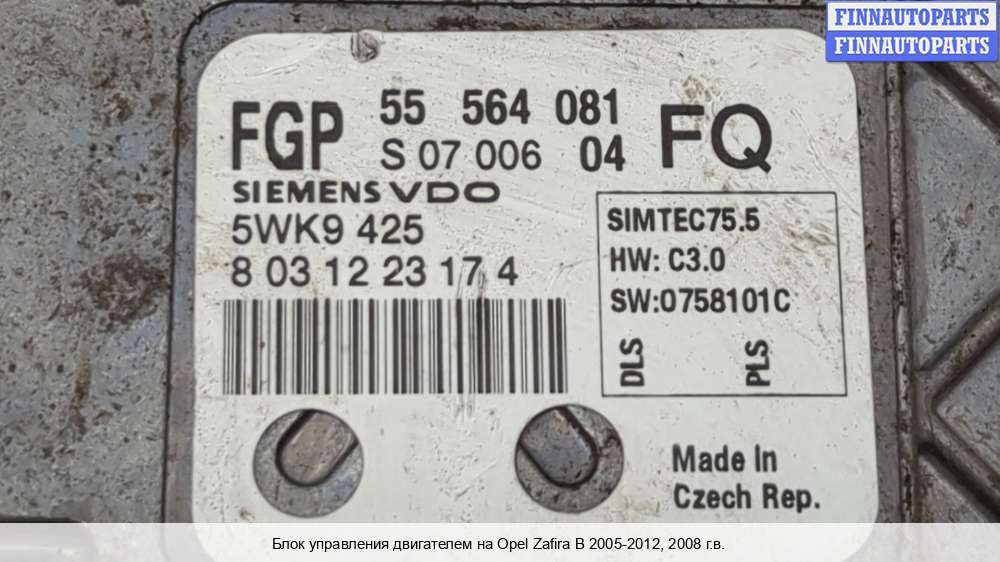 FINNAUTOPARTS
FINNAUTOPARTS
FGP 55 564 081 FQ
S 07 006 04
SIEMENS VDO
5WK9 425
8 03 12 23 17 4
SIMTEC75.5
HW: C3.0
SW:0758101C
DLS PLS
Made In
Czech Rep.
Блок управления двигателем на Opel Zafira B 2005-2012, 2008 г.в.